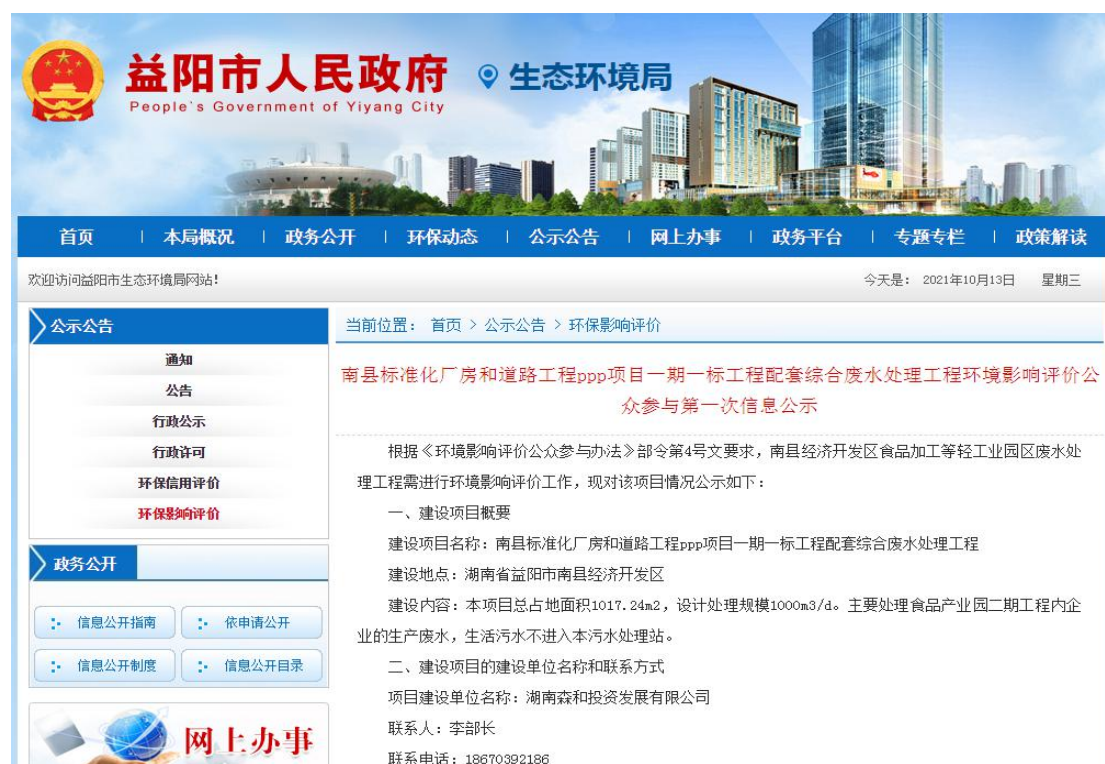 益阳市人民政府 生态环境局
People's Government of Yiyang City
首页 本局概况 政务公开 环保动态 公示公告 网上办事 政务平台 专题专栏 政策解读
欢迎访问益阳市生态环境局网站! 今天是: 2021年10月13日 星期三
公示公告
通知
公告
行政公示
行政许可
环保信用评价
环保影响评价
政务公开
信息公开指南 依申请公开
信息公开制度 信息公开目录
网上办事
当前位置: 首页 > 公示公告 > 环保影响评价
南县标准化厂房和道路工程ppp项目一期一标工程配套综合废水处理工程环境影响评价公
众参与第一次信息公示
根据《环境影响评价公众参与办法》部令第4号文要求，南县经济开发区食品加工等轻工业园区废水处
理工程需进行环境影响评价工作，现对该项目情况公示如下：
一、建设项目概要
建设项目名称：南县标准化厂房和道路工程ppp项目一期一标工程配套综合废水处理工程
建设地点：湖南省益阳市南县经济开发区
建设内容：本项目总占地面积1017.24m2，设计处理规模1000m3/d。主要处理食品产业园二期工程内企
业的生产废水，生活污水不进入本污水处理站。
二、建设项目的建设单位名称和联系方式
项目建设单位名称：湖南森和投资发展有限公司
联系人：李部长
联系电话：18670392186